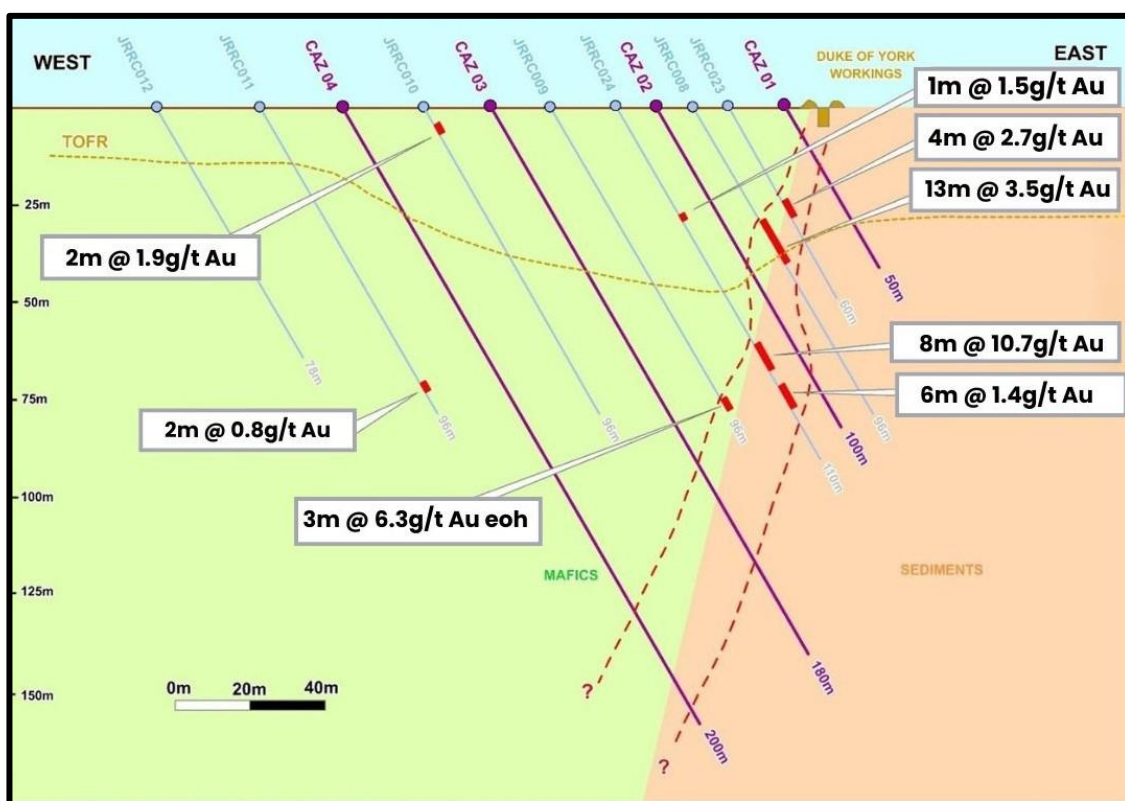 WEST
JRRC012
JRRC011
CAZ 04
JRRC010
CAZ 03
JRRC009
JRRC024
CAZ 02
JRRC008
JRRC023
CAZ 01
DUKE OF YORK
WORKINGS
EAST
1m @ 1.5g/t Au
4m @ 2.7g/t Au
13m @ 3.5g/t Au
TOFR
25m
2m @ 1.9g/t Au
50m
50m
60m
8m @ 10.7g/t Au
78m
75m
6m @ 1.4g/t Au
2m @ 0.8g/t Au
96m
96m
96m
100m
96m
110m
100m
3m @ 6.3g/t Au eoh
MAFICS
SEDIMENTS
125m
180m
150m
?
0m 20m 40m
200m
?